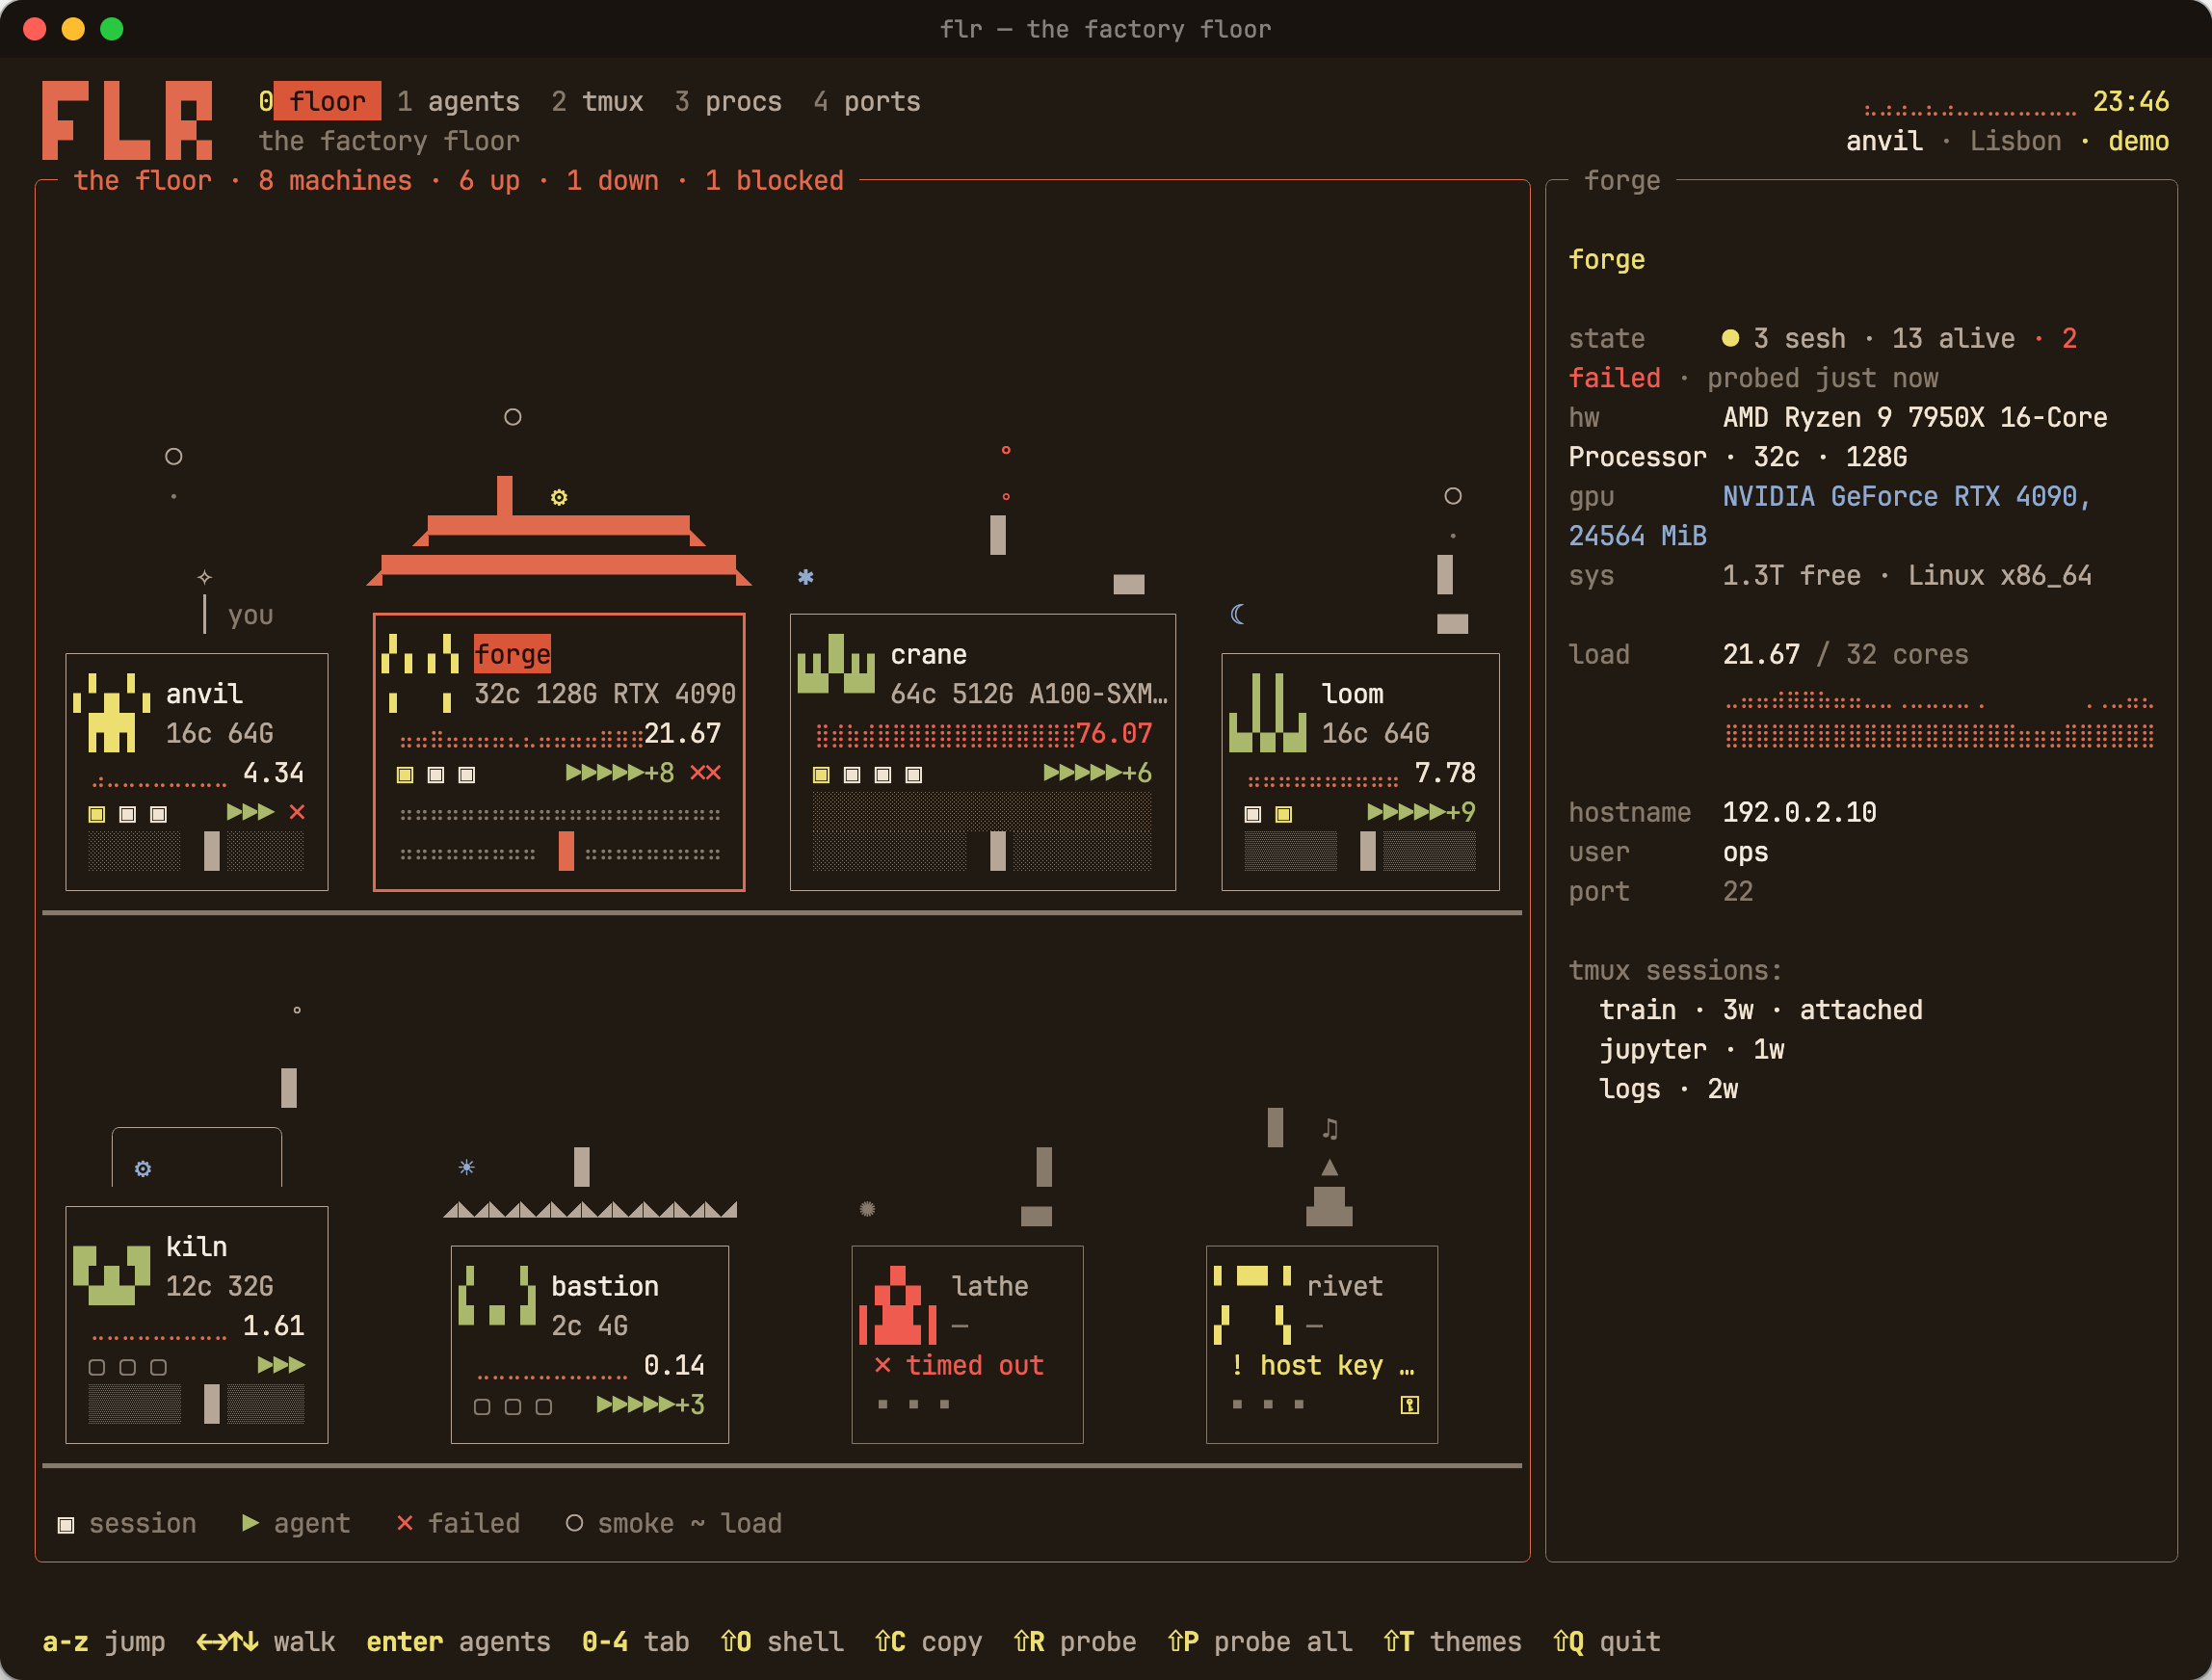 flr — the factory floor
FLR
0 floor 1 agents 2 tmux 3 procs 4 ports
23:46
the factory floor
anvil · Lisbon · demo
the floor · 8 machines · 6 up · 1 down · 1 blocked
forge
forge
state ● 3 sesh · 13 alive · 2
failed · probed just now
hw AMD Ryzen 9 7950X 16-Core
Processor · 32c · 128G
gpu NVIDIA GeForce RTX 4090,
24564 MiB
sys 1.3T free · Linux x86_64
load 21.67 / 32 cores
hostname 192.0.2.10
user ops
port 22
tmux sessions:
train · 3w · attached
jupyter · 1w
logs · 2w
you
anvil
16c 64G
4.34
▶▶▶ ✕
forge
32c 128G RTX 4090
21.67
▶▶▶▶▶+8 ✕✕
crane
64c 512G A100-SXM…
76.07
▶▶▶▶▶+6
loom
16c 64G
7.78
▶▶▶▶▶+9
kiln
12c 32G
1.61
▶▶▶
bastion
2c 4G
0.14
▶▶▶▶▶+3
lathe
—
✕ timed out
rivet
—
! host key …
▣ session ▶ agent ✕ failed ○ smoke ~ load
a-z jump ←→↑↓ walk enter agents 0-4 tab ⇧O shell ⇧C copy ⇧R probe ⇧P probe all ⇧T themes ⇧Q quit